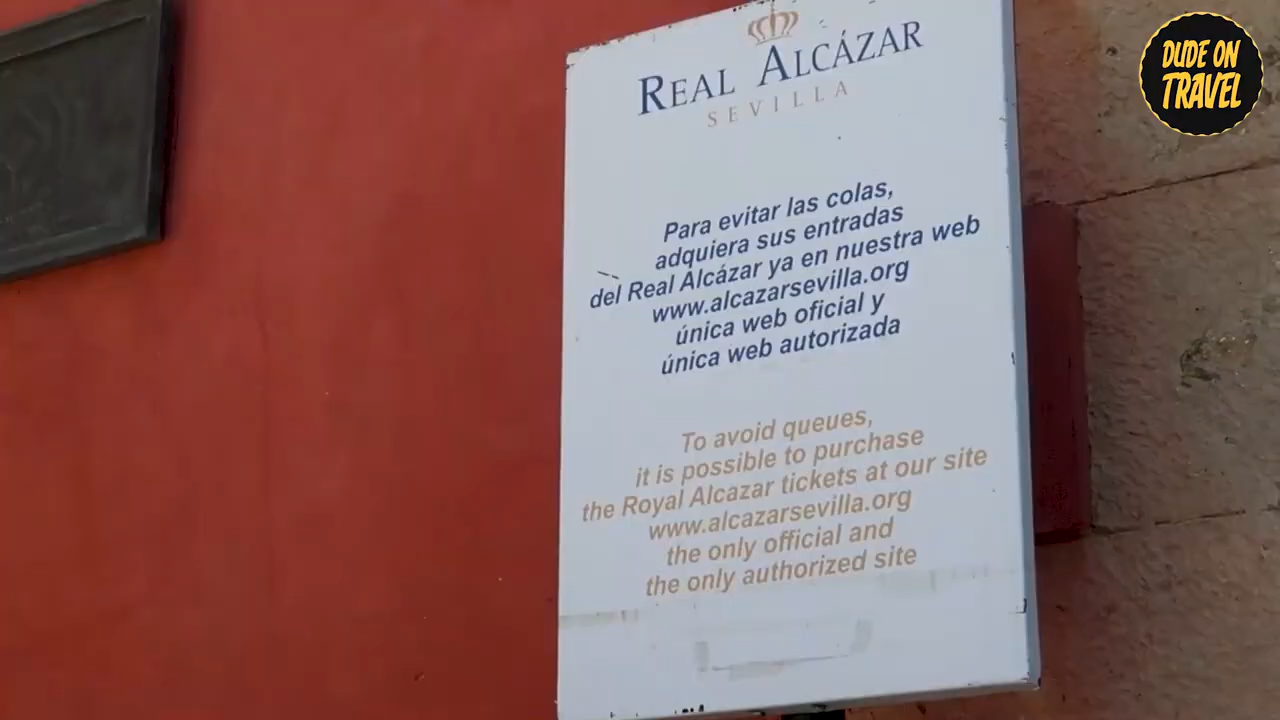 REAL ALCÁZAR
SEVILLA
Para evitar las colas,
adquiera sus entradas
del Real Alcázar ya en nuestra web
www.alcazarsevilla.org
única web oficial y
única web autorizada
To avoid queues,
it is possible to purchase
the Royal Alcazar tickets at our site
www.alcazarsevilla.org
the only official and
the only authorized site
DUDE ON
TRAVEL